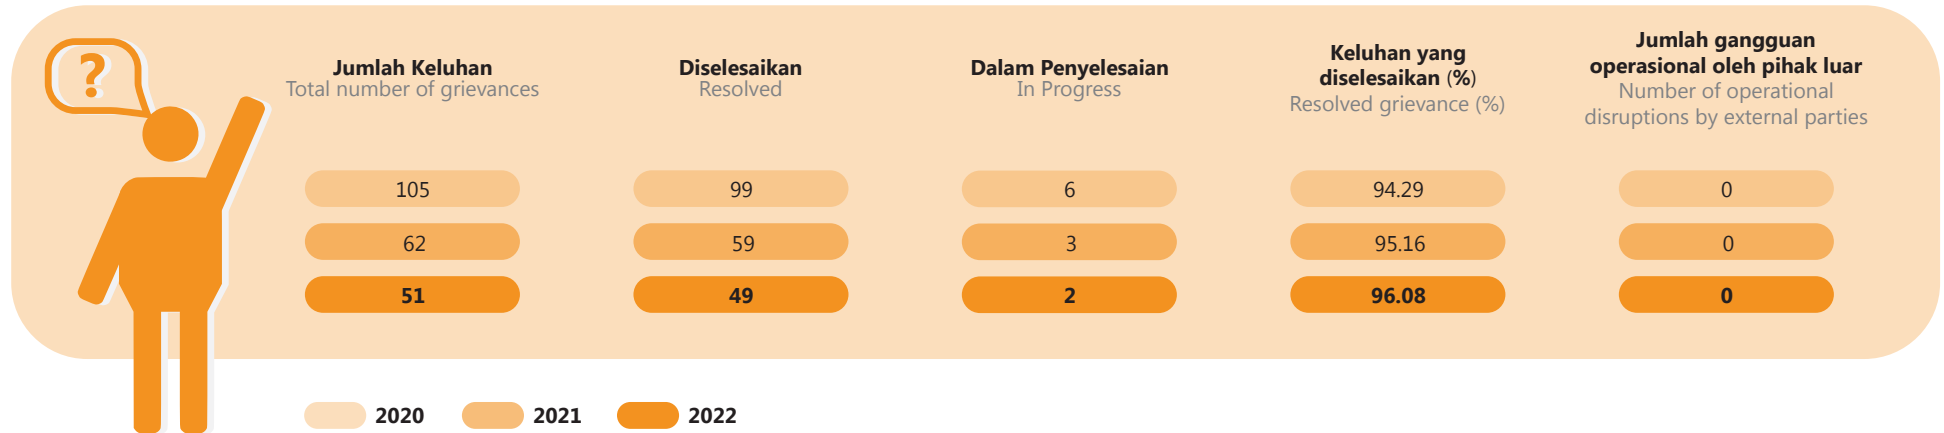 ?
Jumlah Keluhan
Total number of grievances
Diselesaikan
Resolved
Dalam Penyelesaian
In Progress
Keluhan yang
diselesaikan (%)
Resolved grievance (%)
Jumlah gangguan
operasional oleh pihak luar
Number of operational
disruptions by external parties
105 99 6 94.29 0
62 59 3 95.16 0
51 49 2 96.08 0
2020 2021 2022